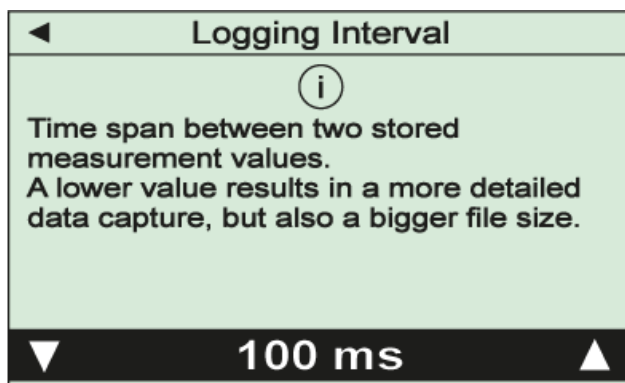 Logging Interval
i
Time span between two stored
measurement values.
A lower value results in a more detailed
data capture, but also a bigger file size.
100 ms